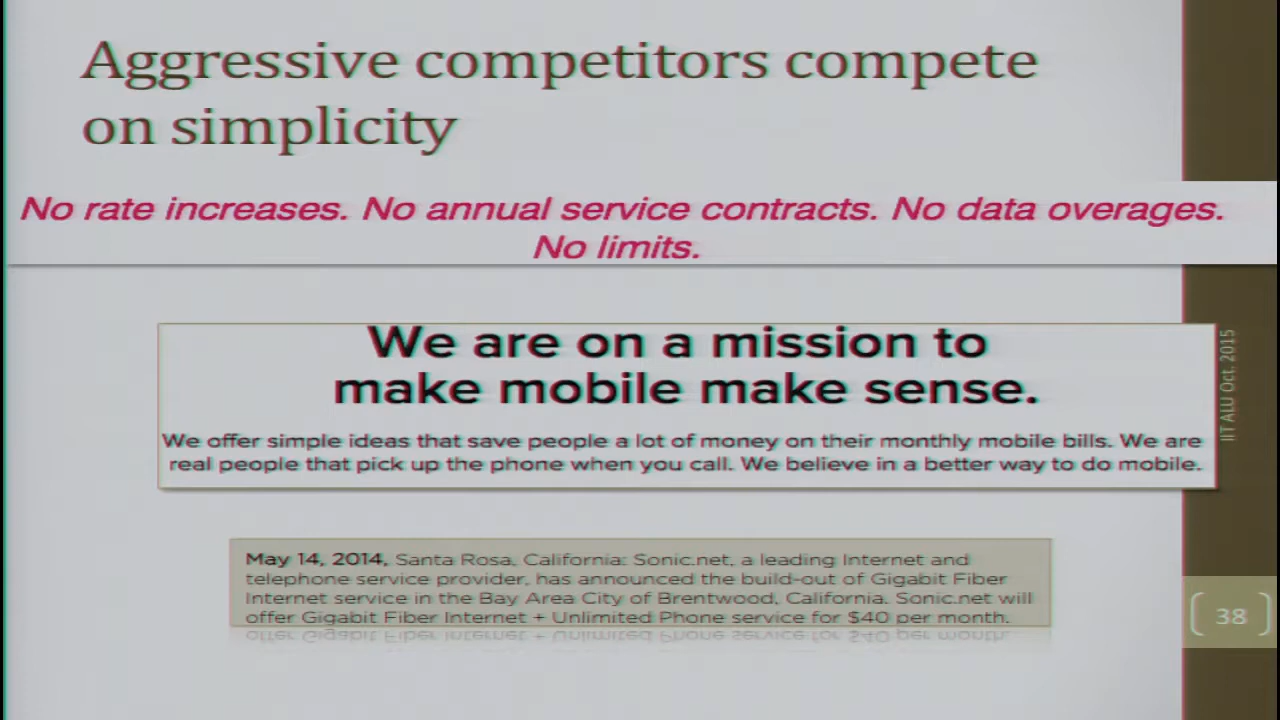 Aggressive competitors compete
on simplicity
No rate increases. No annual service contracts. No data overages.
No limits.
We are on a mission to
make mobile make sense.
We offer simple ideas that save people a lot of money on their monthly mobile bills. We are
real people that pick up the phone when you call. We believe in a better way to do mobile.
IIT ALU Oct. 2015
May 14, 2014, Santa Rosa, California: Sonic.net, a leading Internet and
telephone service provider, has announced the build-out of Gigabit Fiber
Internet service in the Bay Area City of Brentwood, California. Sonic.net will
offer Gigabit Fiber Internet + Unlimited Phone service for $40 per month.
38